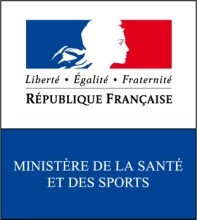 Liberté • Égalité • Fraternité
RÉPUBLIQUE FRANÇAISE
MINISTÈRE DE LA SANTÉ
ET DES SPORTS